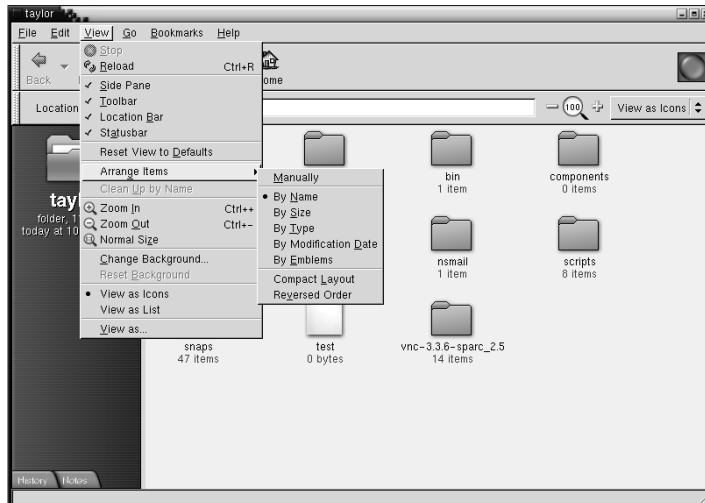 taylor
File Edit View Go Bookmarks Help
Back
ome
Location
100
View as Icons
Stop
Reload Ctrl+R
Side Pane
Toolbar
Location Bar
Statusbar
Reset View to Defaults
Arrange Items
Clean Up by Name
Zoom In Ctrl++
Zoom Out Ctrl+-
Normal Size
Change Background...
Reset Background
View as Icons
View as List
View as...
Manually
By Name
By Size
By Type
By Modification Date
By Emblems
Compact Layout
Reversed Order
tayl
folder, 11
today at 10
bin
1 item
components
0 items
nsmail
1 item
scripts
8 items
snaps
47 items
test
0 bytes
vnc-3.3.6-sparc_2.5
14 items
History Notes